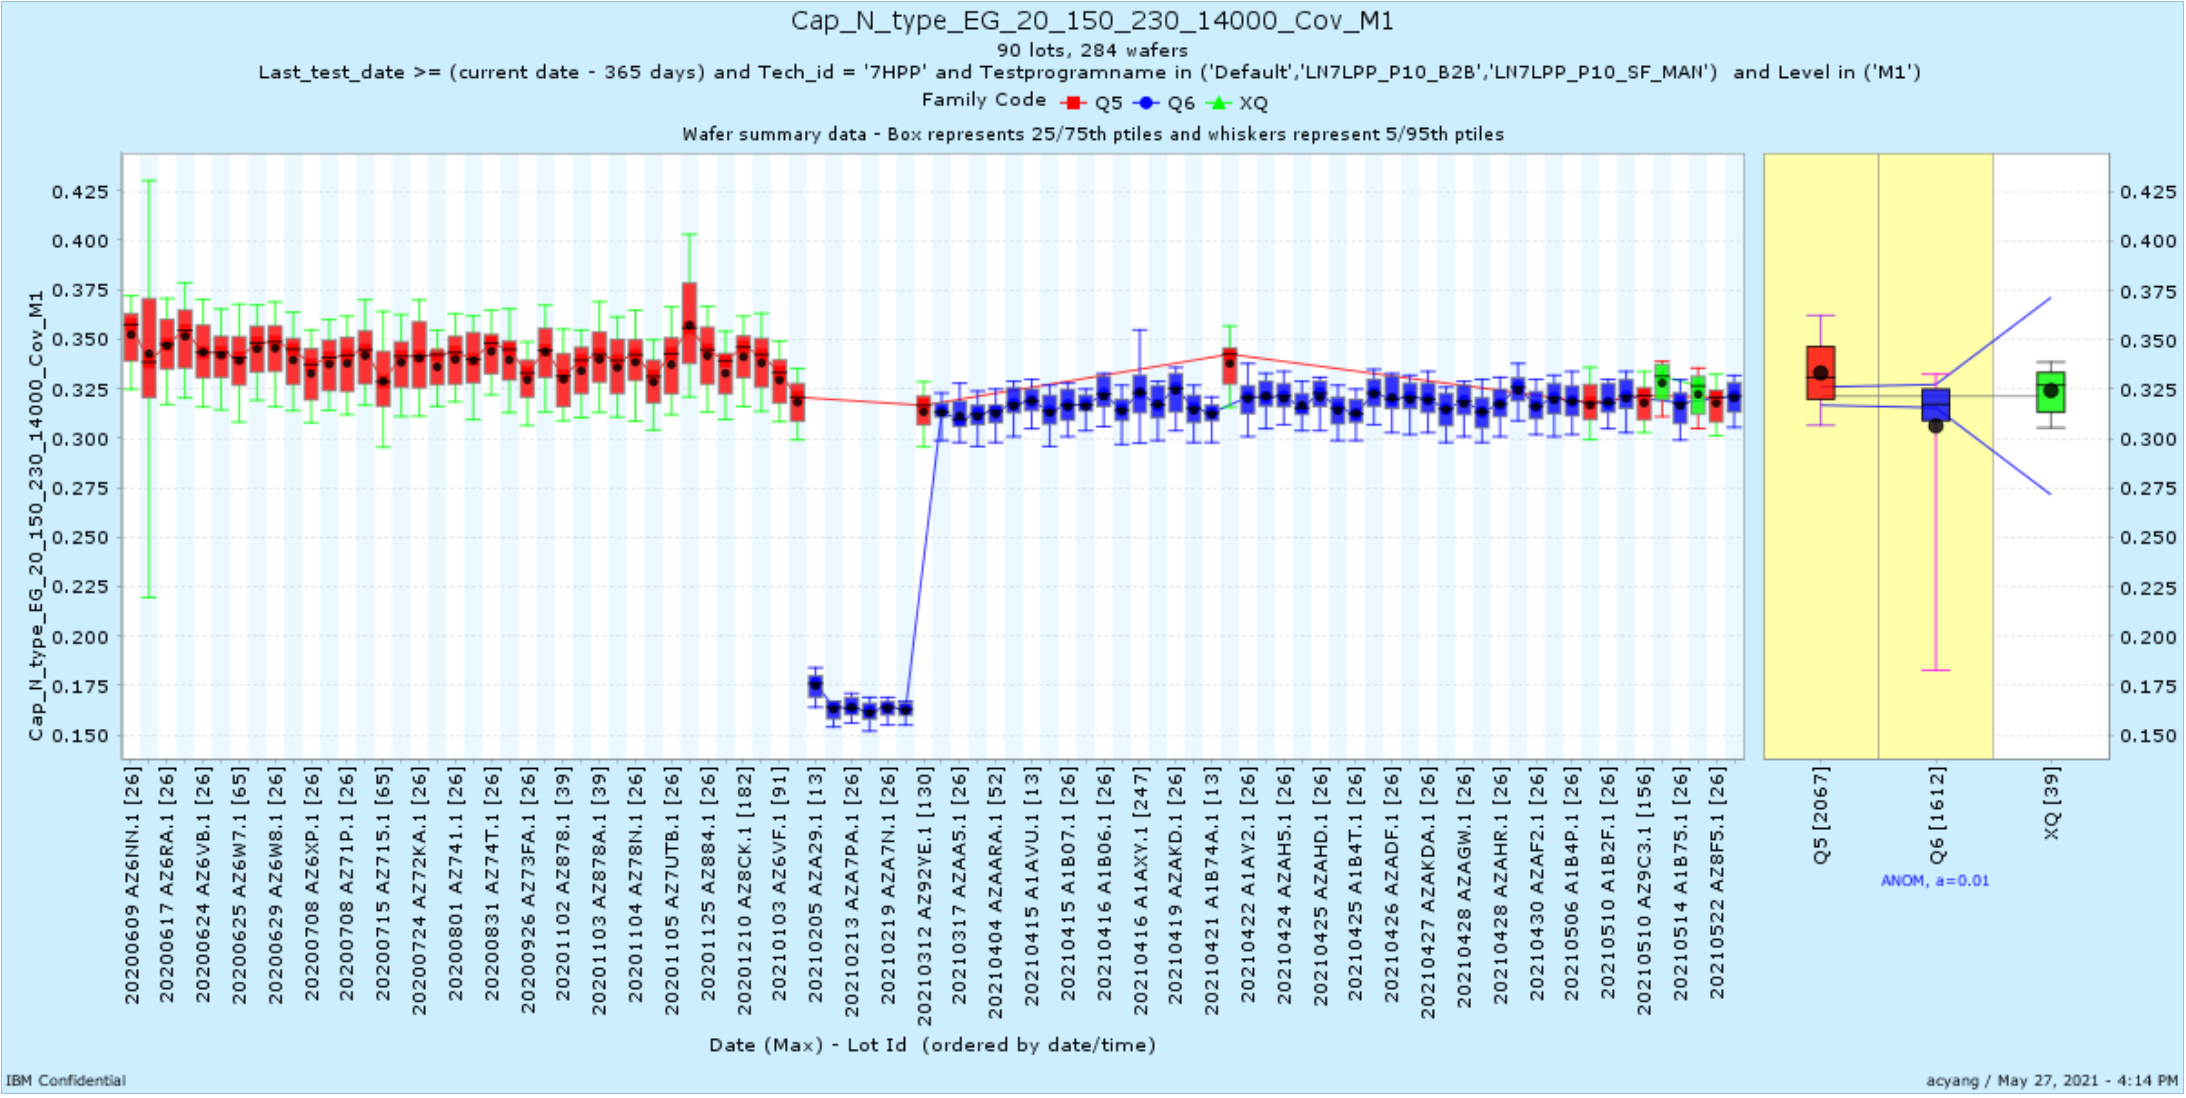 Cap_N_type_EG_20_150_230_14000_Cov_M1
90 lots, 284 wafers
Last_test_date >= (current date - 365 days) and Tech_id = '7HPP' and Testprogramname in ('Default','LN7LPP_P10_B2B','LN7LPP_P10_SF_MAN')  and Level in ('M1')
Family Code Q5 Q6 XQ
Wafer summary data - Box represents 25/75th ptiles and whiskers represent 5/95th ptiles
Cap_N_type_EG_20_150_230_14000_Cov_M1
0.425
0.400
0.375
0.350
0.325
0.300
0.275
0.250
0.225
0.200
0.175
0.150
0.425
0.400
0.375
0.350
0.325
0.300
0.275
0.250
0.225
0.200
0.175
0.150
20200609 AZ6NN.1 [26]
20200617 AZ6RA.1 [26]
20200624 AZ6VB.1 [26]
20200625 AZ6W7.1 [65]
20200629 AZ6W8.1 [26]
20200708 AZ6XP.1 [26]
20200708 AZ71P.1 [26]
20200715 AZ715.1 [65]
20200724 AZ72KA.1 [26]
20200801 AZ741.1 [26]
20200831 AZ74T.1 [26]
20200926 AZ73FA.1 [26]
20201102 AZ878.1 [39]
20201103 AZ878A.1 [39]
20201104 AZ78N.1 [26]
20201105 AZ7UTB.1 [26]
20201125 AZ884.1 [26]
20201210 AZ8CK.1 [182]
20210103 AZ6VF.1 [91]
20210205 AZAA29.1 [13]
20210213 AZA7PA.1 [26]
20210219 AZAA7N.1 [26]
20210312 AZ92YE.1 [130]
20210317 AZAAA5.1 [26]
20210404 AZAARA.1 [52]
20210415 A1AVU.1 [13]
20210415 A1B07.1 [26]
20210416 A1B06.1 [26]
20210416 A1AXY.1 [247]
20210419 AZAKD.1 [26]
20210421 A1B74A.1 [13]
20210422 A1AY2.1 [26]
20210424 AZAH5.1 [26]
20210425 AZAHD.1 [26]
20210425 A1B4T.1 [26]
20210426 AZADF.1 [26]
20210427 AZAKDA.1 [26]
20210428 AZAGW.1 [26]
20210428 AZAHR.1 [26]
20210430 AZAF2.1 [26]
20210506 A1B4P.1 [26]
20210510 A1B2F.1 [26]
20210510 AZ9C3.1 [156]
20210514 A1B75.1 [26]
20210522 AZ8F5.1 [26]
Q5 [2067]
Q6 [1612]
XQ [39]
ANOM, a=0.01
Date (Max) - Lot Id  (ordered by date/time)
IBM Confidential
acyang / May 27, 2021 - 4:14 PM